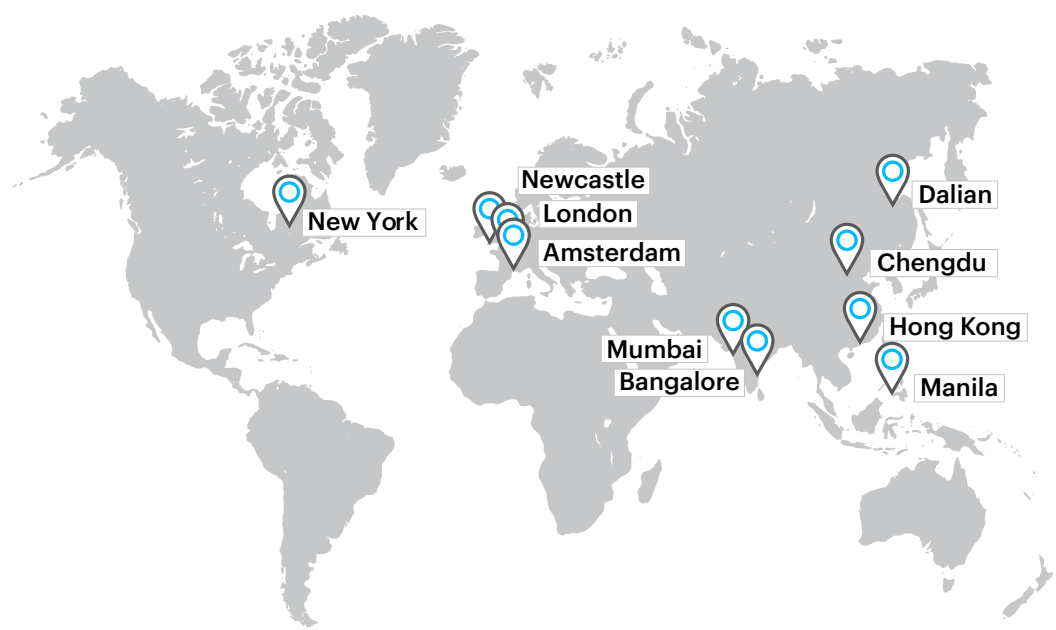 Newcastle
Dalian
London
New York
Amsterdam
Chengdu
Hong Kong
Mumbai
Bangalore
Manila